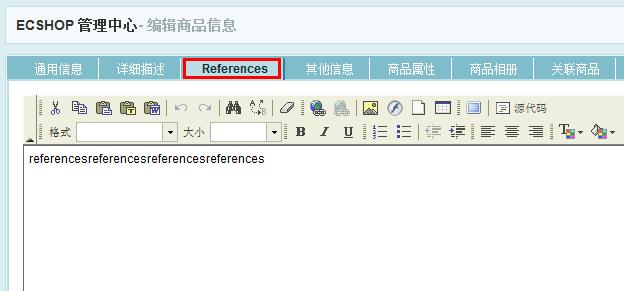 ECSHOP 管理中心 - 编辑商品信息
通用信息 详细描述 References 其他信息 商品属性 商品相册 关联商品
源代码
格式 大小 B I U
referencesreferencesreferencesreferences